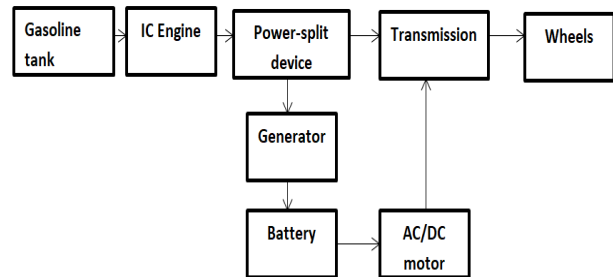 Gasoline
tank
IC Engine
Power-split
device
Transmission
Wheels
Generator
Battery
AC/DC
motor